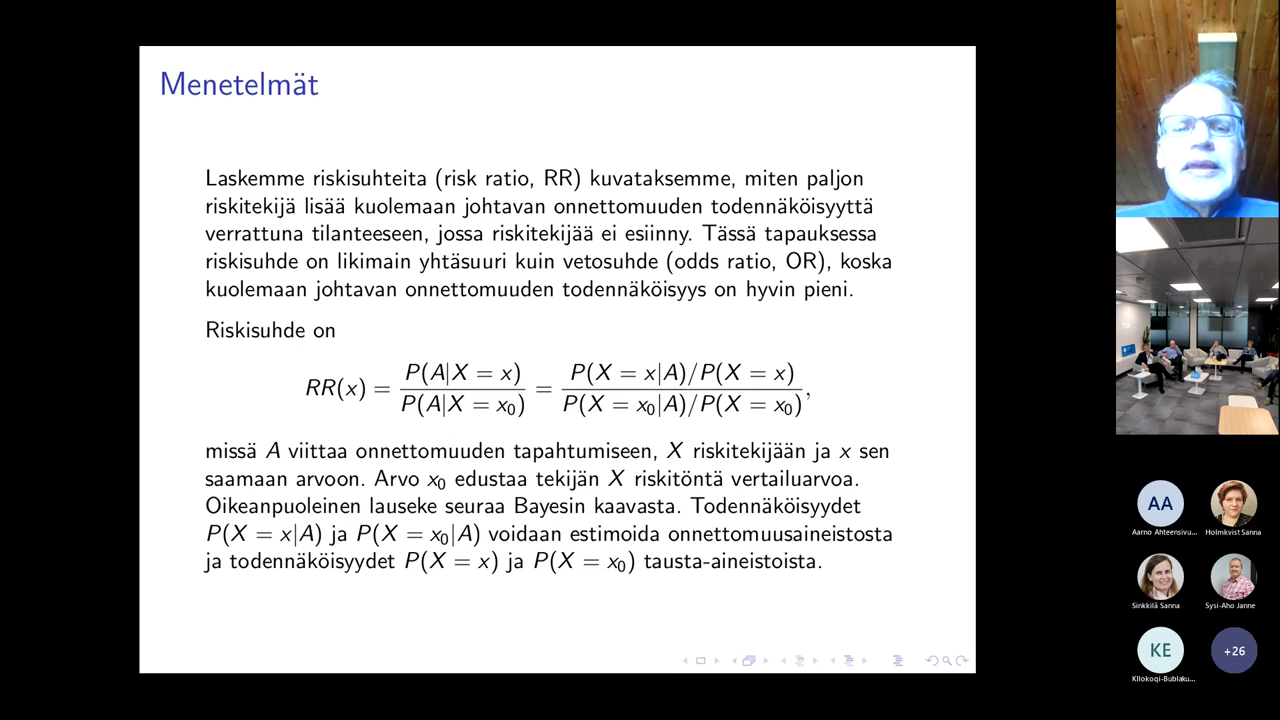 Menetelmät
Laskemme riskisuhteita (risk ratio, RR) kuvataksemme, miten paljon
riskitekijä lisää kuolemaan johtavan onnettomuuden todennäköisyyttä
verrattuna tilanteeseen, jossa riskitekijää ei esiinny. Tässä tapauksessa
riskisuhde on likimain yhtäsuuri kuin vetosuhde (odds ratio, OR), koska
kuolemaan johtavan onnettomuuden todennäköisyys on hyvin pieni.
Riskisuhde on
RR(x) = P(A|X = x) / P(A|X = x₀) = P(X = x|A)/P(X = x) / P(X = x₀|A)/P(X = x₀),
missä A viittaa onnettomuuden tapahtumiseen, X riskitekijään ja x sen
saamaan arvoon. Arvo x₀ edustaa tekijän X riskitöntä vertailuarvoa.
Oikeanpuoleinen lauseke seuraa Bayesin kaavasta. Todennäköisyydet
P(X = x|A) ja P(X = x₀|A) voidaan estimoida onnettomuusaineistosta
ja todennäköisyydet P(X = x) ja P(X = x₀) tausta-aineistoista.
AA
Aarno Ahteensivu...
Holmkvist Sanna
Sinkkilä Sanna
Sysi-Aho Janne
KE
Kllokoqi-Bublaku...
+26